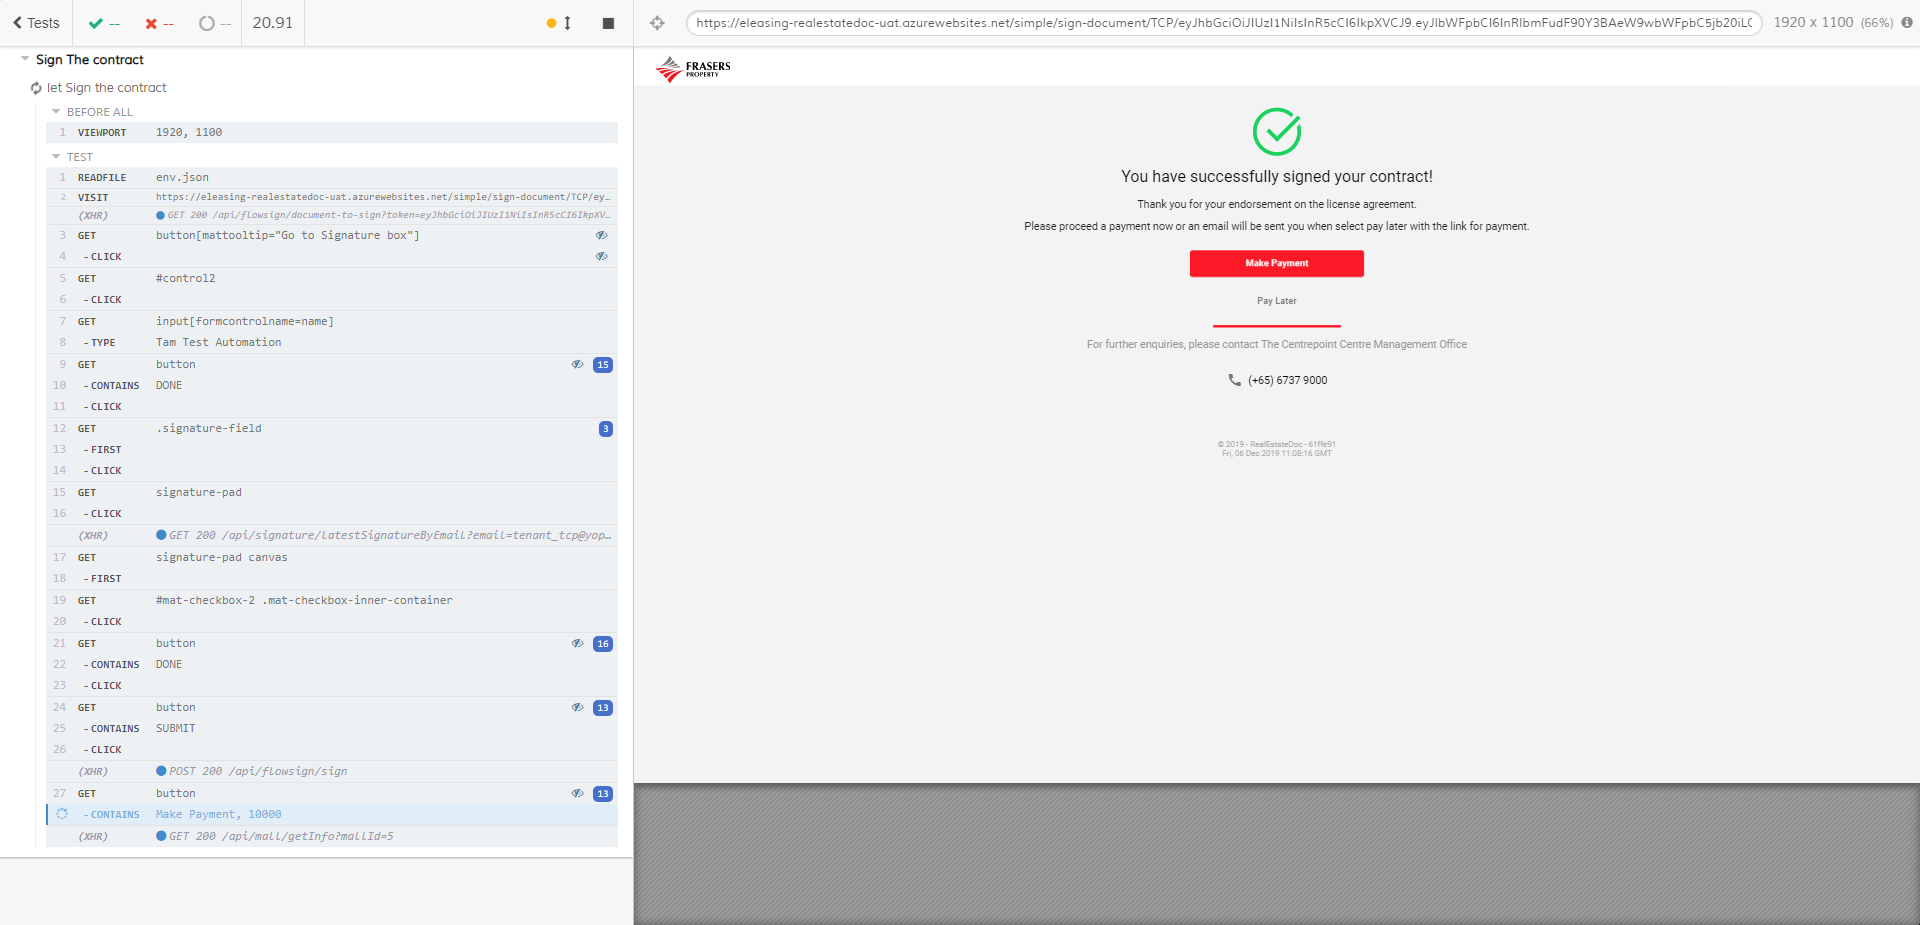 Tests
--
--
--
20.91
https://eleasing-realestatedoc-uat.azurewebsites.net/simple/sign-document/TCP/eyJhbGciOiJIUzI1NiIsInR5cCI6IkpXVCJ9.eyJlbWFpbCI6InRlbmFudF90Y3BAeW9wbWFpbC5jb20iLC
1920 x 1100 (66%)
Sign The contract
let Sign the contract
BEFORE ALL
1 VIEWPORT 1920, 1100
TEST
1 READFILE env.json
2 VISIT https://eleasing-realestatedoc-uat.azurewebsites.net/simple/sign-document/TCP/ey...
(XHR) GET 200 /api/flowsign/document-to-sign?token=eyJhbGciOiJIUzI1NiIsInR5cCI6IkpXV...
3 GET button[mattooltip="Go to Signature box"]
4 -CLICK
5 GET #control2
6 -CLICK
7 GET input[formcontrolname=name]
8 -TYPE Tam Test Automation
9 GET button 15
10 -CONTAINS DONE
11 -CLICK
12 GET .signature-field 3
13 -FIRST
14 -CLICK
15 GET signature-pad
16 -CLICK
(XHR) GET 200 /api/signature/latestSignatureByEmail?email=tenant_tcp@yop...
17 GET signature-pad canvas
18 -FIRST
19 GET #mat-checkbox-2 .mat-checkbox-inner-container
20 -CLICK
21 GET button 16
22 -CONTAINS DONE
23 -CLICK
24 GET button 13
25 -CONTAINS SUBMIT
26 -CLICK
(XHR) POST 200 /api/flowsign/sign
27 GET button 13
-CONTAINS Make Payment, 10000
(XHR) GET 200 /api/mall/getInfo?mallId=5
FRASERS
PROPERTY
You have successfully signed your contract!
Thank you for your endorsement on the license agreement.
Please proceed a payment now or an email will be sent you when select pay later with the link for payment.
Make Payment
Pay Later
For further enquiries, please contact The Centrepoint Centre Management Office
(+65) 6737 9000
© 2019 - RealEstateDoc - 61ffe91
Fri, 06 Dec 2019 11:08:16 GMT